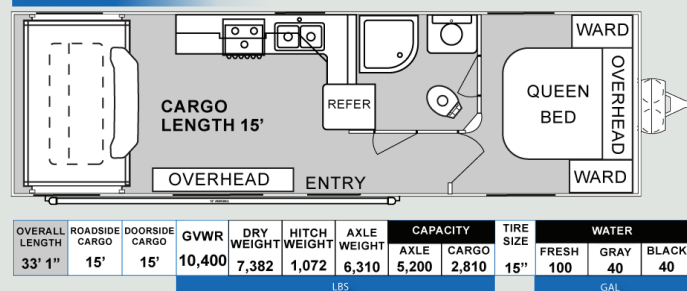 WARD
OVERHEAD
QUEEN
BED
WARD
REFER
CARGO
LENGTH 15’
OVERHEAD
ENTRY
OVERALL LENGTH 33’ 1”
ROADSIDE CARGO 15’
DOORSIDE CARGO 15’
GVWR 10,400
DRY WEIGHT 7,382
HITCH WEIGHT 1,072
AXLE WEIGHT 6,310
CAPACITY
AXLE 5,200
CARGO 2,810
TIRE SIZE 15”
WATER
FRESH 100
GRAY 40
BLACK 40
LBS
GAL